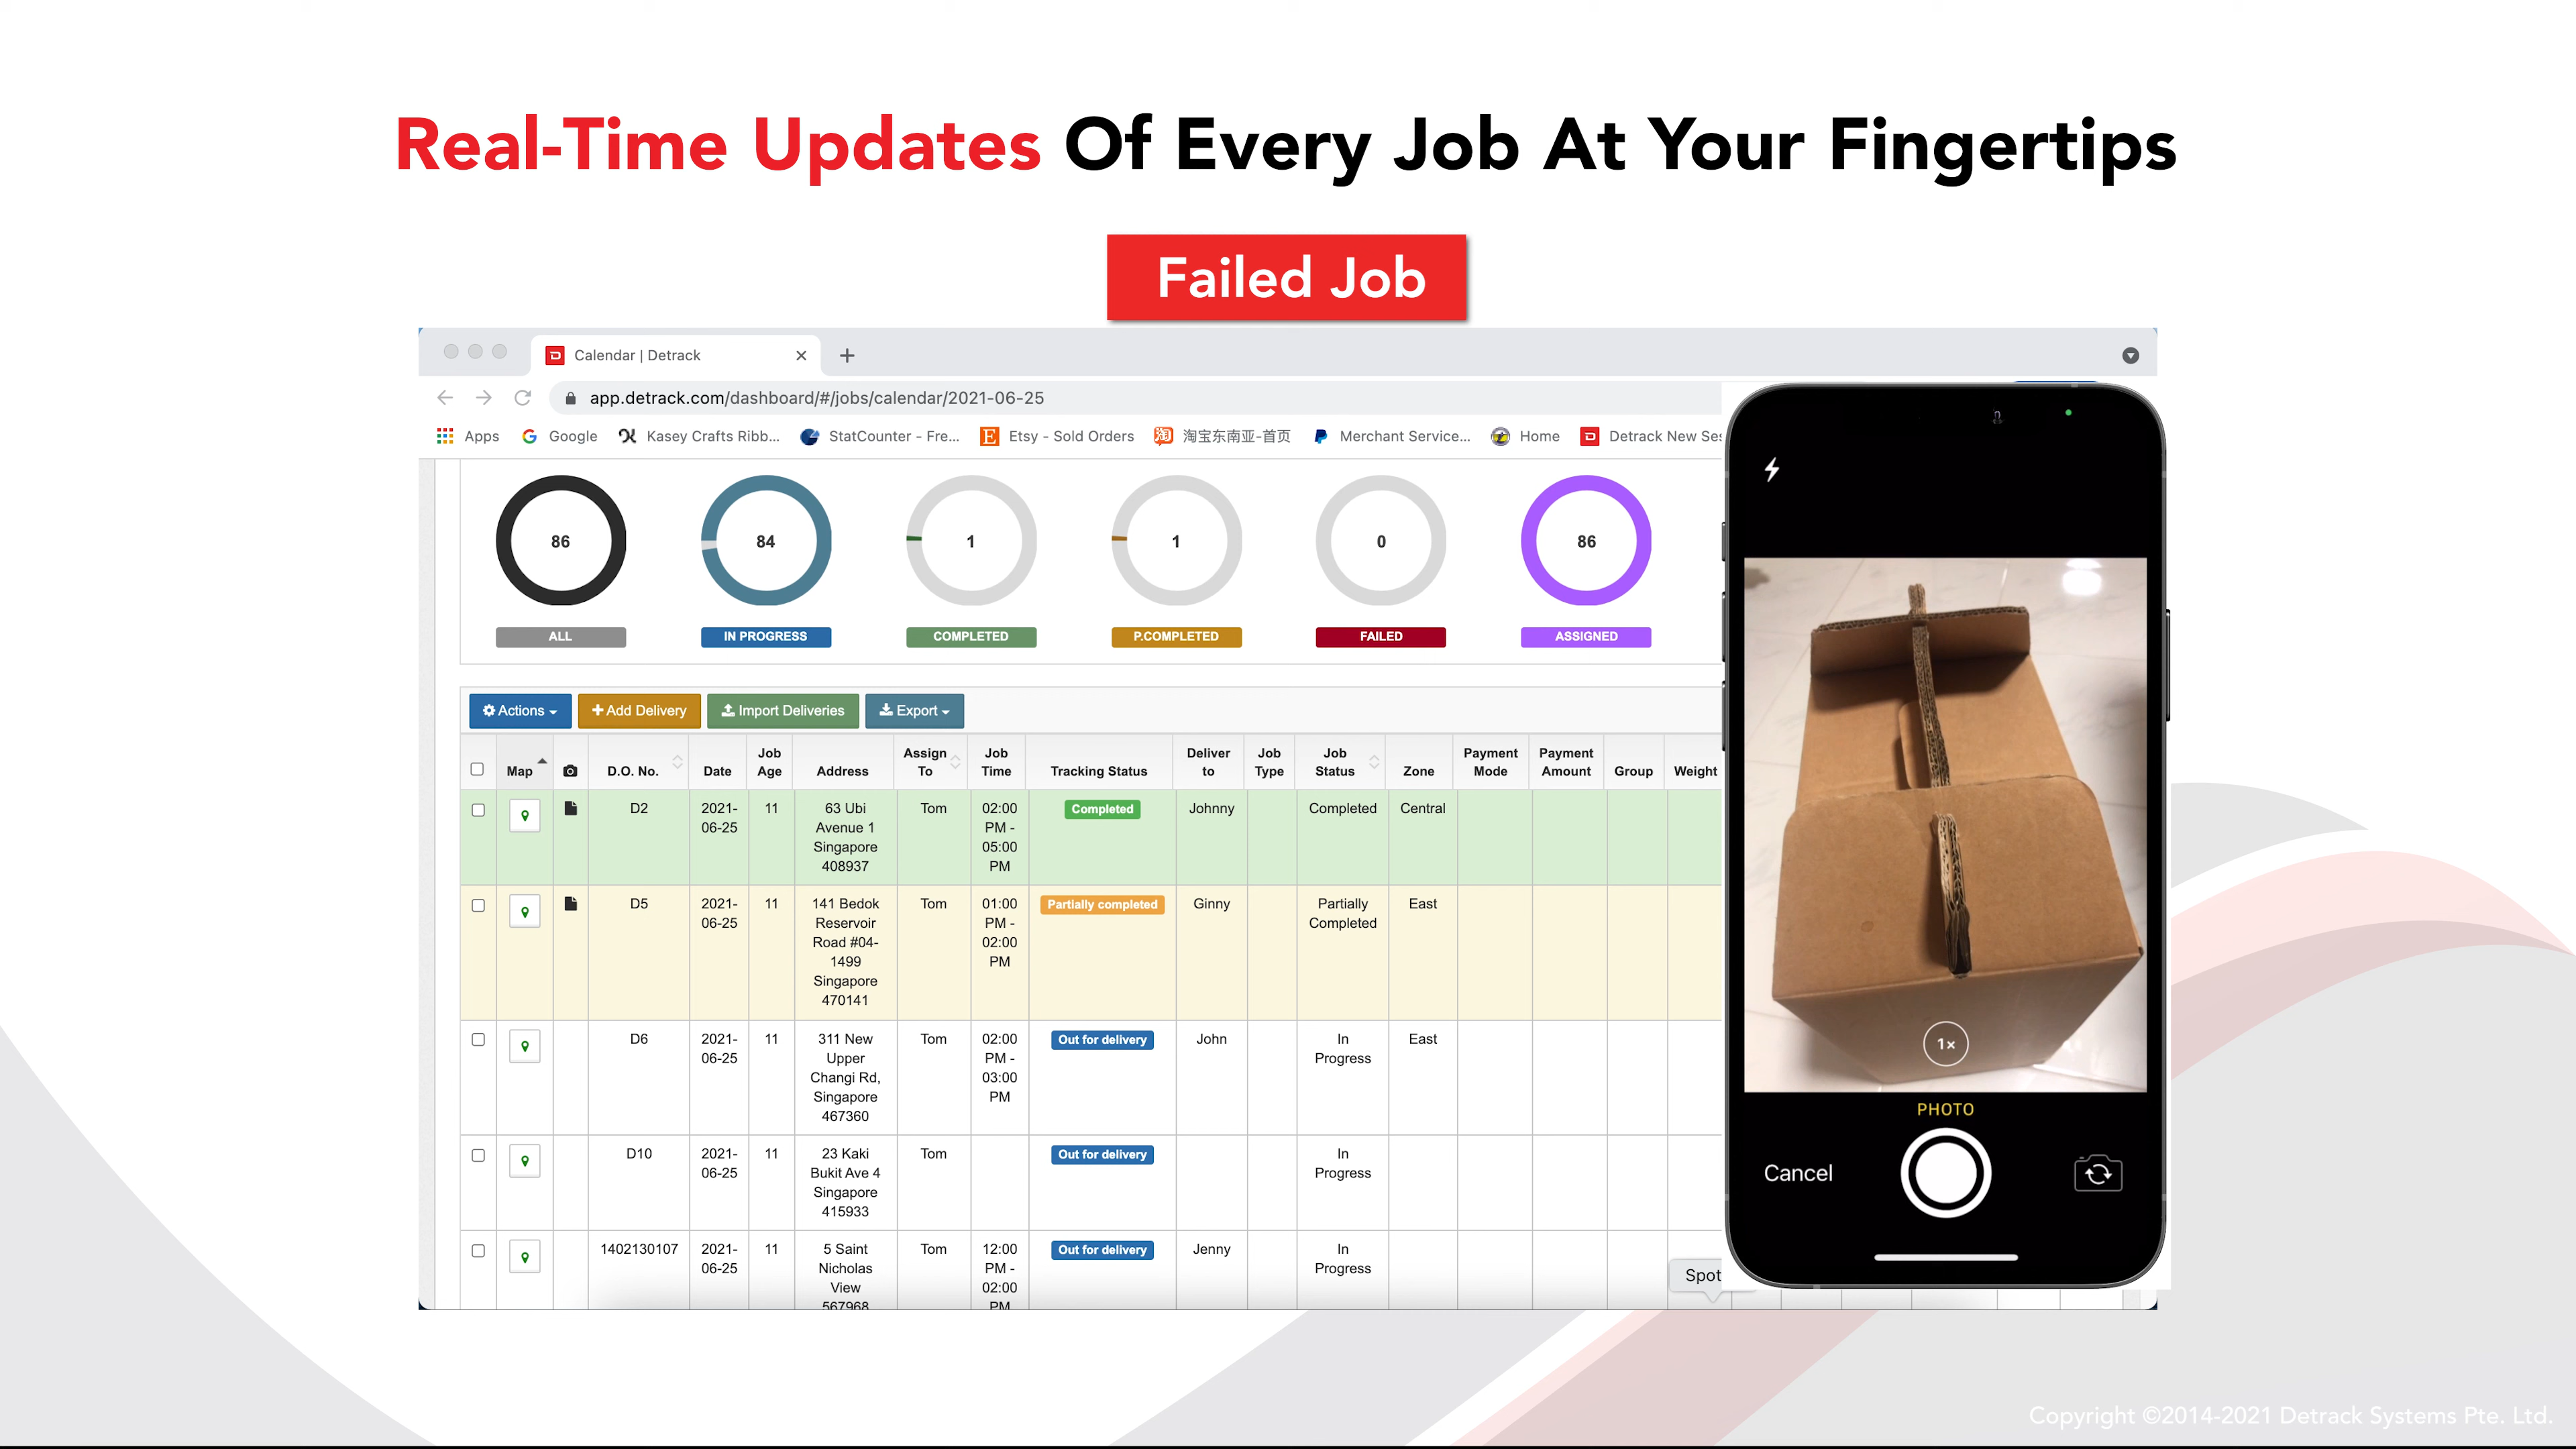 Real-Time Updates Of Every Job At Your Fingertips
Failed Job
Calendar | Detrack
app.detrack.com/dashboard/#/jobs/calendar/2021-06-25
Apps Google Kasey Crafts Ribb... StatCounter - Fre... Etsy - Sold Orders 淘 淘宝东南亚-首页 Merchant Service... Home Detrack New Ses
86 84 1 1 0 86
ALL IN PROGRESS COMPLETED P.COMPLETED FAILED ASSIGNED
Actions Add Delivery Import Deliveries Export
Map D.O. No. Date Job Age Address Assign To Job Time Tracking Status Deliver to Job Type Job Status Zone Payment Mode Payment Amount Group Weight
D2 2021-06-25 11 63 Ubi Avenue 1 Singapore 408937 Tom 02:00 PM - 05:00 PM Completed Johnny Completed Central
D5 2021-06-25 11 141 Bedok Reservoir Road #04-1499 Singapore 470141 Tom 01:00 PM - 02:00 PM Partially completed Ginny Partially Completed East
D6 2021-06-25 11 311 New Upper Changi Rd, Singapore 467360 Tom 02:00 PM - 03:00 PM Out for delivery John In Progress East
D10 2021-06-25 11 23 Kaki Bukit Ave 4 Singapore 415933 Tom Out for delivery In Progress
1402130107 2021-06-25 11 5 Saint Nicholas View 567968 Tom 12:00 PM - 02:00 PM Out for delivery Jenny In Progress
Spot
1×
PHOTO
Cancel
Copyright ©2014-2021 Detrack Systems Pte. Ltd.